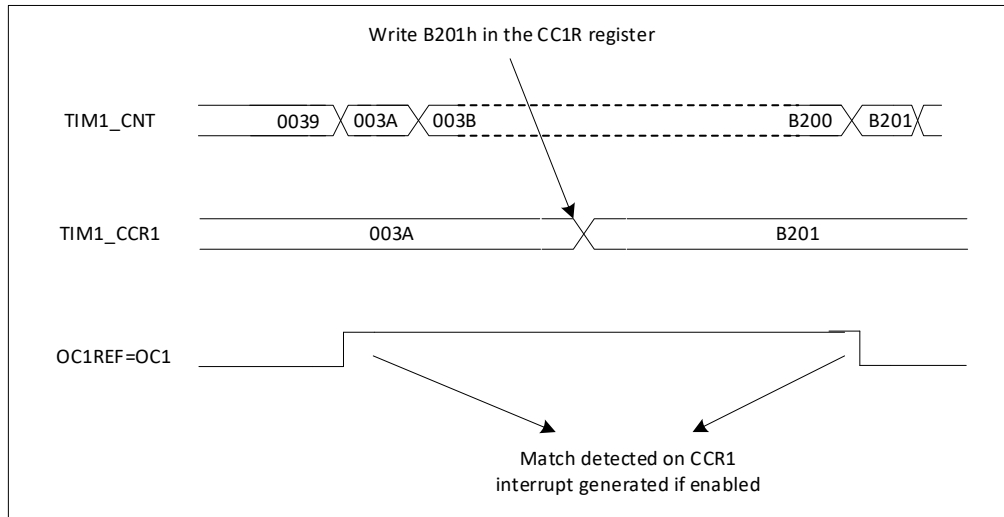 Write B201h in the CC1R register
TIM1_CNT 0039 003A 003B B200 B201
TIM1_CCR1 003A B201
OC1REF=OC1
Match detected on CCR1
interrupt generated if enabled